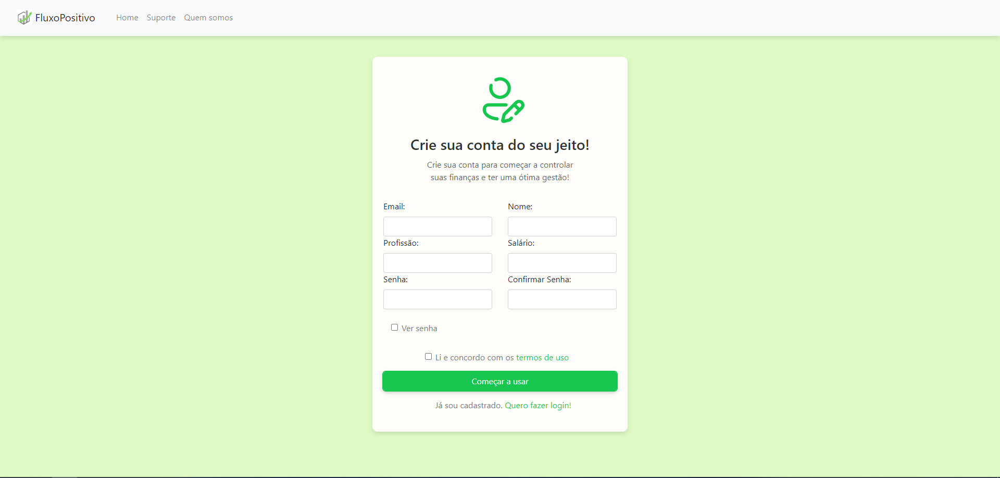 FluxoPositivo
Home Suporte Quem somos
Crie sua conta do seu jeito!
Crie sua conta para começar a controlar
suas finanças e ter uma ótima gestão!
Email: Nome:
Profissão: Salário:
Senha: Confirmar Senha:
Ver senha
Li e concordo com os termos de uso
Começar a usar
Já sou cadastrado. Quero fazer login!